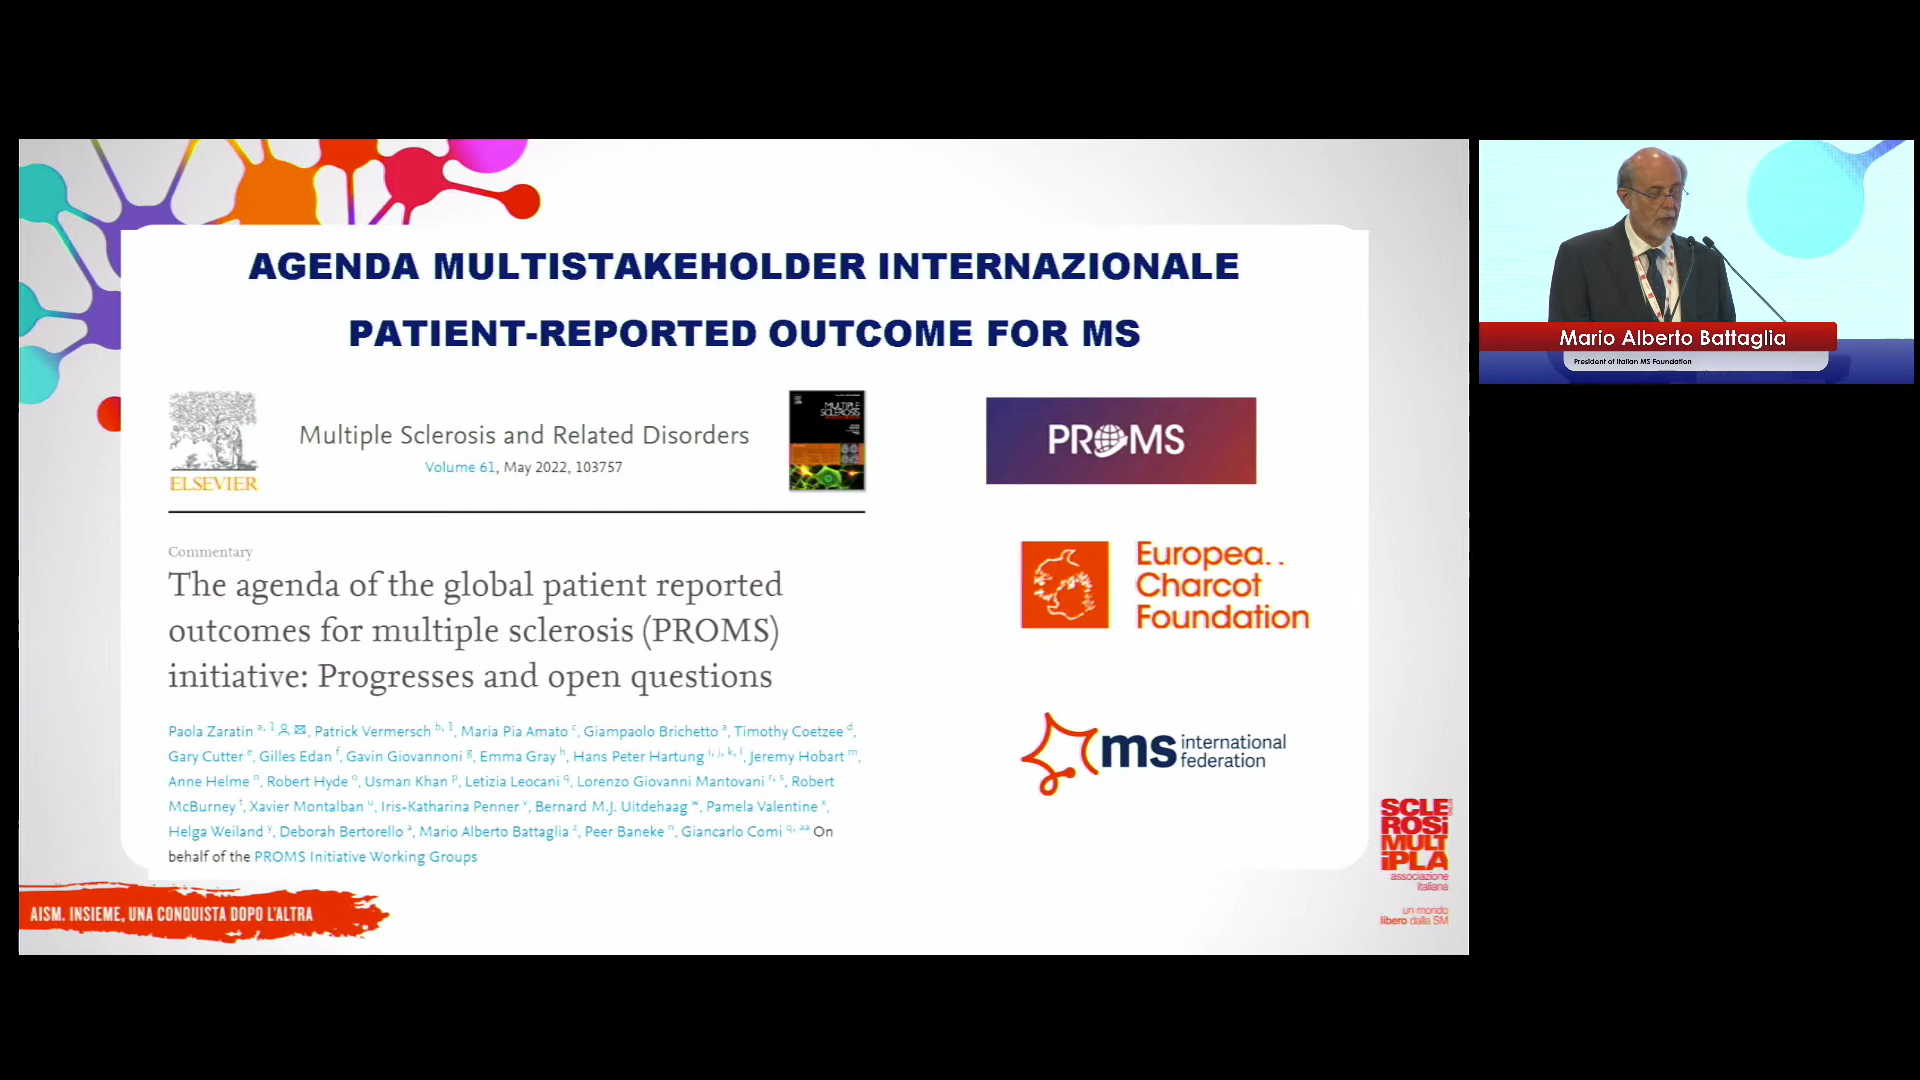 AGENDA MULTISTAKEHOLDER INTERNAZIONALE
PATIENT-REPORTED OUTCOME FOR MS
ELSEVIER
Multiple Sclerosis and Related Disorders
Volume 61, May 2022, 103757
MULTIPLE
SCLEROSIS
PROMS
Commentary
The agenda of the global patient reported
outcomes for multiple sclerosis (PROMS)
initiative: Progresses and open questions
Paola Zaratin a, 1, Patrick Vermersch b, 1, Maria Pia Amato c, Giampaolo Brichetto a, Timothy Coetzee d,
Gary Cutter e, Gilles Edan f, Gavin Giovannoni g, Emma Gray h, Hans Peter Hartung i, j, k, l, Jeremy Hobart m,
Anne Helme n, Robert Hyde o, Usman Khan p, Letizia Leocani q, Lorenzo Giovanni Mantovani r, s, Robert
McBurney t, Xavier Montalban u, Iris-Katharina Penner v, Bernard M.J. Uitdehaag w, Pamela Valentine x,
Helga Weiland y, Deborah Bertorello a, Mario Alberto Battaglia z, Peer Baneke n, Giancarlo Comi q, aa On
behalf of the PROMS Initiative Working Groups
Europea..
Charcot
Foundation
ms international
federation
AISM. INSIEME, UNA CONQUISTA DOPO L'ALTRA
SCLE
ROSi
MULT
iPLA
associazione
italiana
un mondo
libero dalla SM
Mario Alberto Battaglia
President of Italian MS Foundation